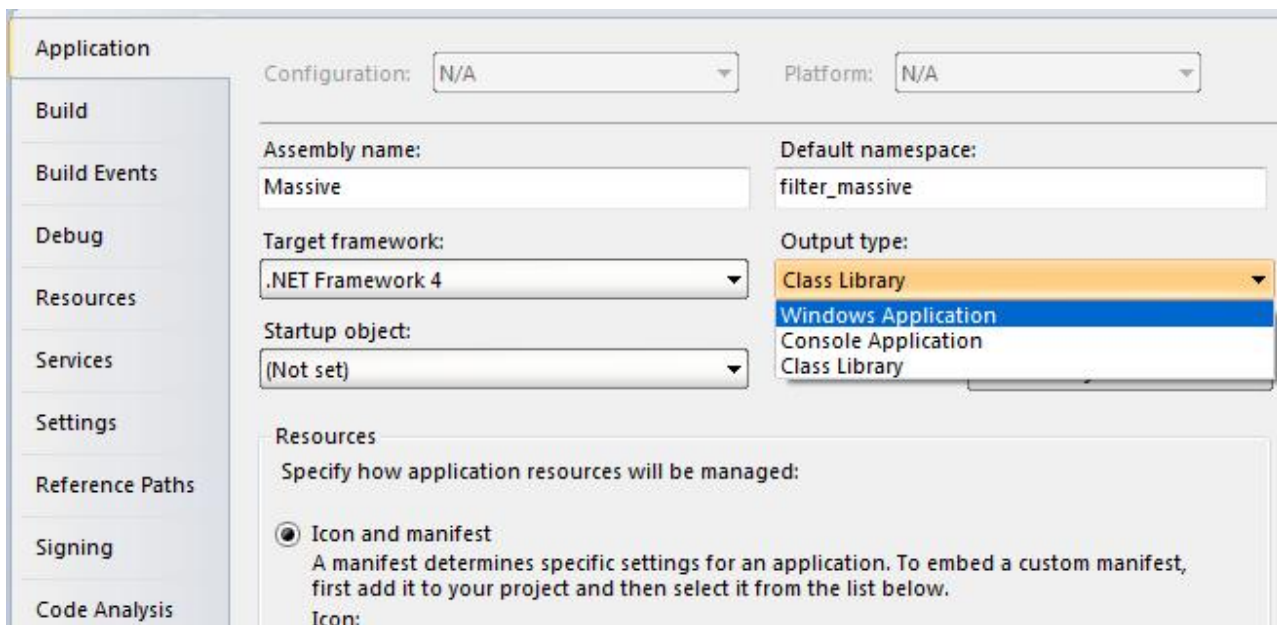 Application
Build
Build Events
Debug
Resources
Services
Settings
Reference Paths
Signing
Code Analysis
Configuration: N/A Platform: N/A
Assembly name: Default namespace:
Massive filter_massive
Target framework: Output type:
.NET Framework 4 Class Library
Windows Application
Console Application
Class Library
Startup object:
(Not set)
Resources
Specify how application resources will be managed:
Icon and manifest
A manifest determines specific settings for an application. To embed a custom manifest,
first add it to your project and then select it from the list below.
Icon: